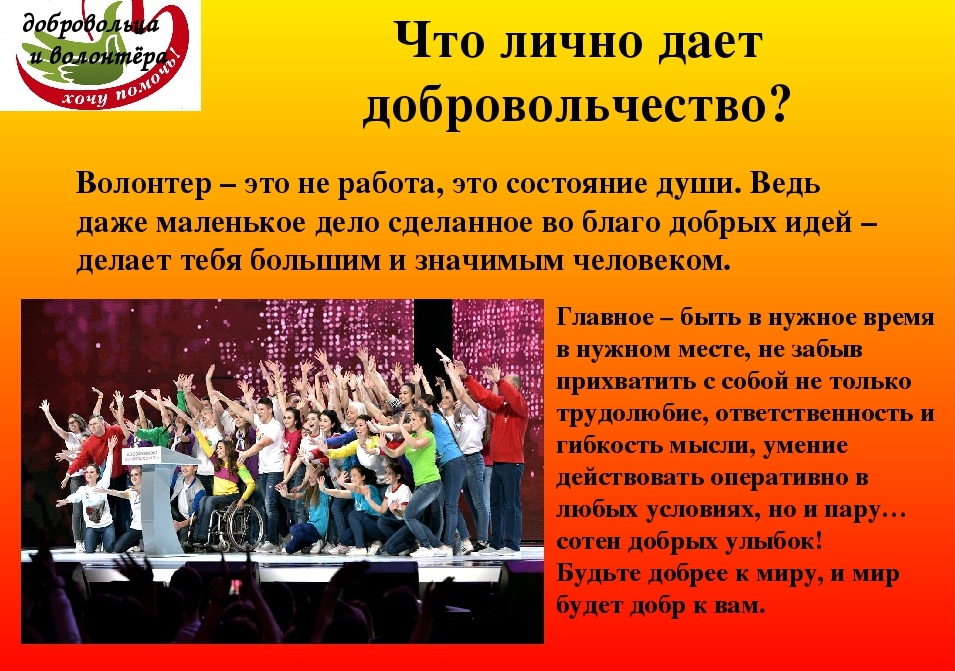 добровольца
и волонтёра
хочу помочь!
Что лично дает
добровольчество?
Волонтер – это не работа, это состояние души. Ведь
даже маленькое дело сделанное во благо добрых идей –
делает тебя большим и значимым человеком.
Главное – быть в нужное время
в нужном месте, не забыв
прихватить с собой не только
трудолюбие, ответственность и
гибкость мысли, умение
действовать оперативно в
любых условиях, но и пару…
сотен добрых улыбок!
Будьте добрее к миру, и мир
будет добр к вам.